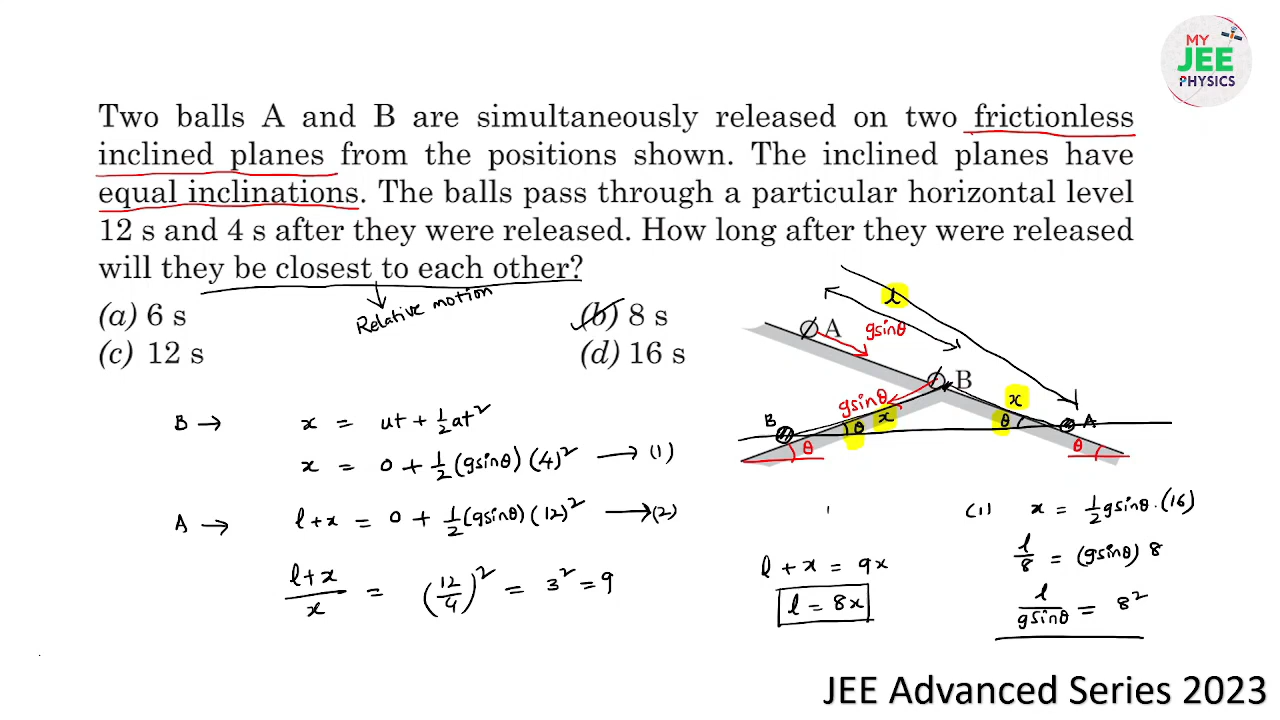 MY
JEE
PHYSICS
Two balls A and B are simultaneously released on two frictionless
inclined planes from the positions shown. The inclined planes have
equal inclinations. The balls pass through a particular horizontal level
12 s and 4 s after they were released. How long after they were released
will they be closest to each other?
Relative motion
(a) 6 s
(b) 8 s
(c) 12 s
(d) 16 s
l
A
gsinθ
B
gsinθ
x
x
B
A
θ
θ
θ
θ
B → x = ut + 1/2 at²
x = 0 + 1/2 (gsinθ) (4)² → (1)
A → l+x = 0 + 1/2 (gsinθ) (12)² → (2)
l+x/x = (12/4)² = 3² = 9
l + x = 9x
l = 8x
(1) x = 1/2 gsinθ · (16)
l/8 = (gsinθ) 8
l/gsinθ = 8²
JEE Advanced Series 2023